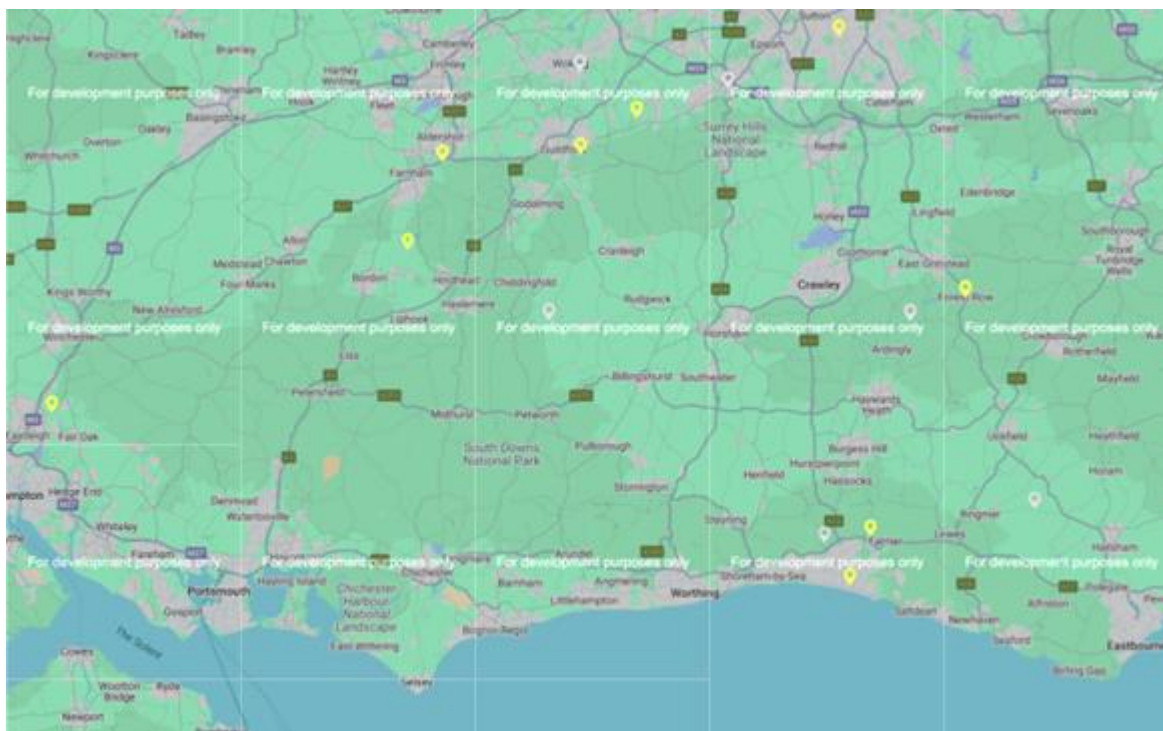 Tadley
Camberley
Sutton
Kingsclere
Bramley
Frimley
Woking
Epsom
Hartley
Wintney
M3
For development purposes only
For development purposes only
For development purposes only
For development purposes only
For development purposes only
Hook
Fleet
Caterham
Westerham
Sevenoaks
Basingstoke
Oakley
Overton
Whitchurch
Aldershot
Surrey Hills
National
Landscape
Redhill
Oxted
Farnham
Godalming
Edenbridge
Horley
Lingfield
Southborough
Alton
Cranleigh
Copthorne
Royal
Tunbridge
Wells
Medstead
Chawton
East Grinstead
Four Marks
Bordon
Hindhead
Chiddingfold
Crawley
Kings Worthy
Haslemere
Rudgwick
Forest Row
New Alresford
Liphook
For development purposes only
For development purposes only
For development purposes only
For development purposes only
For development purposes only
Winchester
Horsham
Crowborough
Rotherfield
Liss
Ardingly
Billingshurst
Southwater
Mayfield
Petersfield
Haywards
Heath
Midhurst
Petworth
M3
Eastleigh
Fair Oak
Uckfield
Heathfield
South Downs
National Park
Pulborough
Burgess Hill
Hurstpierpoint
Hassocks
Horam
Henfield
Storrington
Hedge End
M27
Denmead
Waterlooville
Ringmer
Whiteley
Steyning
Falmer
Lewes
Hailsham
Fareham
M27
For development purposes only
For development purposes only
For development purposes only
For development purposes only
For development purposes only
Arundel
Hayling Island
Barnham
Angmering
Shoreham-by-Sea
Polegate
Portsmouth
Chichester
Harbour
National
Landscape
Littlehampton
Worthing
Gosport
Saltdean
Newhaven
Alfriston
Bognor Regis
Seaford
The Solent
East Wittering
Eastbourne
Cowes
Selsey
Birling Gap
Wootton
Bridge
Ryde
Newport